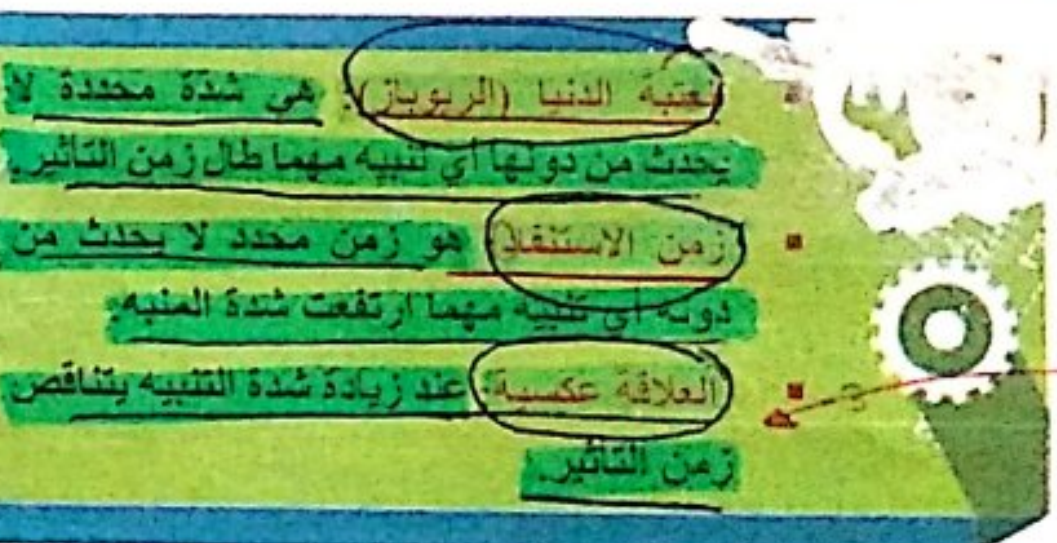 العتبة الدنيا (الريوباز): هي شدة محددة لا
يحدث من دونها أي تنبيه مهما طال زمن التأثير.
زمن الاستنفاذ: هو زمن محدد لا يحدث من
دونه أي تنبيه مهما ارتفعت شدة المنبه.
العلاقة عكسية: عند زيادة شدة التنبيه يتناقص
زمن التأثير.